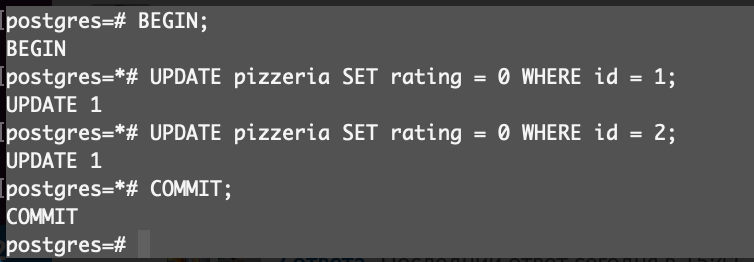 postgres=# BEGIN;
BEGIN
postgres=*# UPDATE pizzeria SET rating = 0 WHERE id = 1;
UPDATE 1
postgres=*# UPDATE pizzeria SET rating = 0 WHERE id = 2;
UPDATE 1
postgres=*# COMMIT;
COMMIT
postgres=#